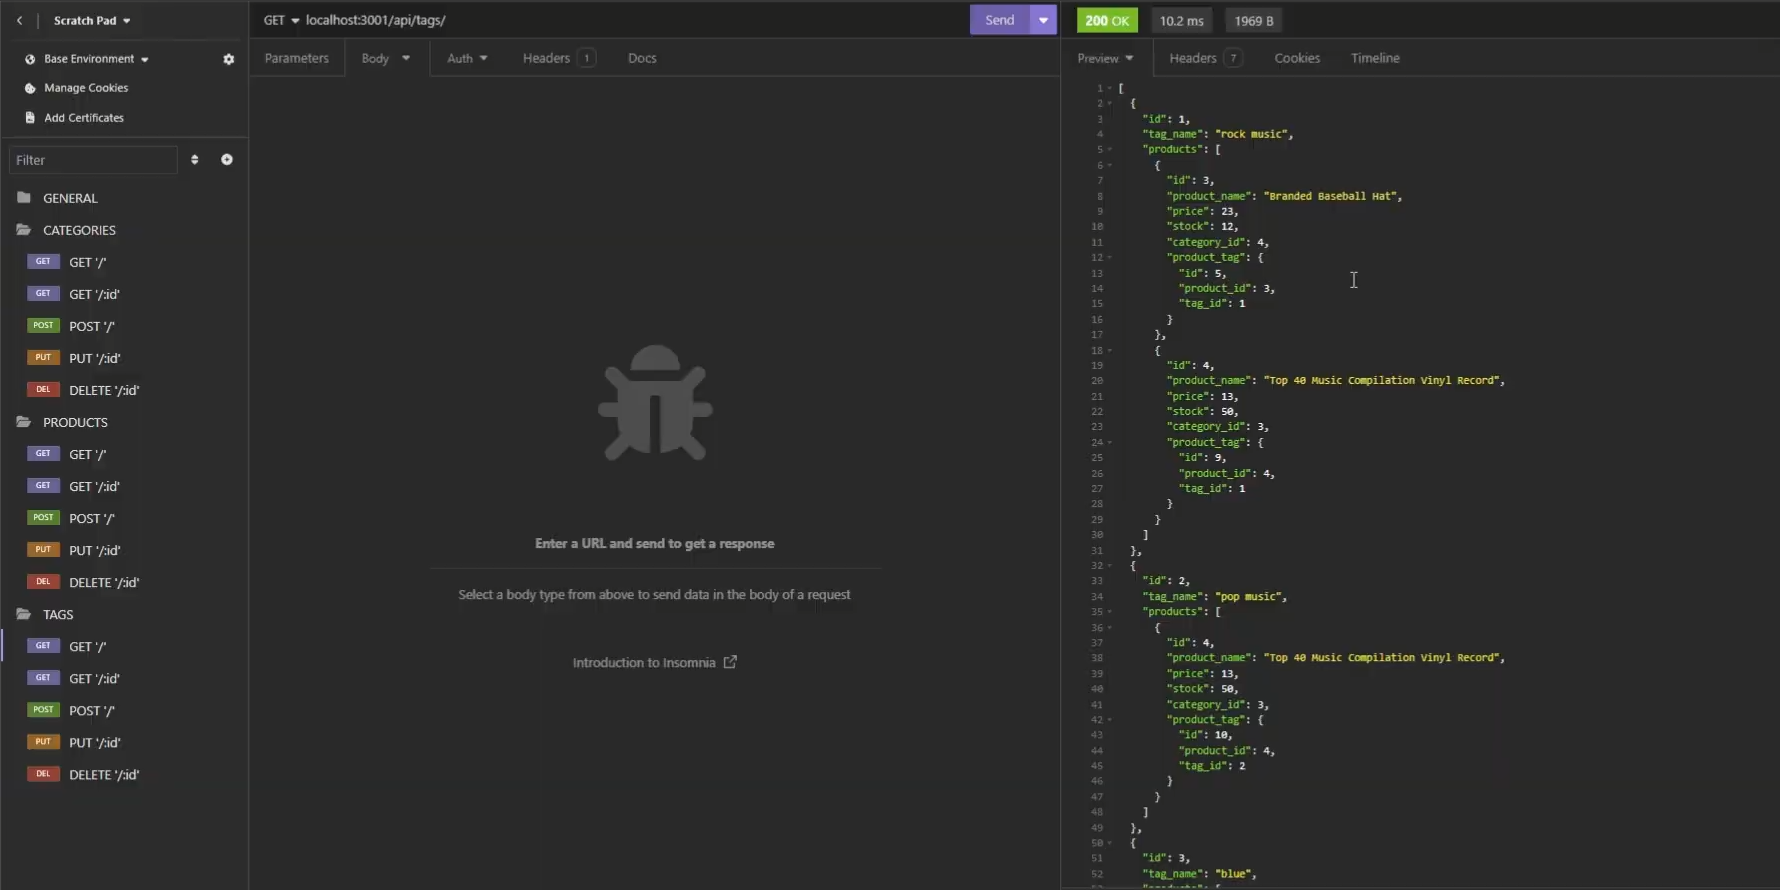 Scratch Pad
Base Environment
Manage Cookies
Add Certificates
Filter
GENERAL
CATEGORIES
GET GET '/'
GET GET '/:id'
POST POST '/'
PUT PUT '/:id'
DEL DELETE '/:id'
PRODUCTS
GET GET '/'
GET GET '/:id'
POST POST '/'
PUT PUT '/:id'
DEL DELETE '/:id'
TAGS
GET GET '/'
GET GET '/:id'
POST POST '/'
PUT PUT '/:id'
DEL DELETE '/:id'
GET localhost:3001/api/tags/ Send
Parameters Body Auth Headers 1 Docs
Enter a URL and send to get a response
Select a body type from above to send data in the body of a request
Introduction to Insomnia
200 OK 10.2 ms 1969 B
Preview Headers 7 Cookies Timeline
1 [
2 {
3 "id": 1,
4 "tag_name": "rock music",
5 "products": [
6 {
7 "id": 3,
8 "product_name": "Branded Baseball Hat",
9 "price": 23,
10 "stock": 12,
11 "category_id": 4,
12 "product_tag": {
13 "id": 5,
14 "product_id": 3,
15 "tag_id": 1
16 }
17 },
18 {
19 "id": 4,
20 "product_name": "Top 40 Music Compilation Vinyl Record",
21 "price": 13,
22 "stock": 50,
23 "category_id": 3,
24 "product_tag": {
25 "id": 9,
26 "product_id": 4,
27 "tag_id": 1
28 }
29 }
30 ]
31 },
32 {
33 "id": 2,
34 "tag_name": "pop music",
35 "products": [
36 {
37 "id": 4,
38 "product_name": "Top 40 Music Compilation Vinyl Record",
39 "price": 13,
40 "stock": 50,
41 "category_id": 3,
42 "product_tag": {
43 "id": 10,
44 "product_id": 4,
45 "tag_id": 2
46 }
47 }
48 ]
49 },
50 {
51 "id": 3,
52 "tag_name": "blue",